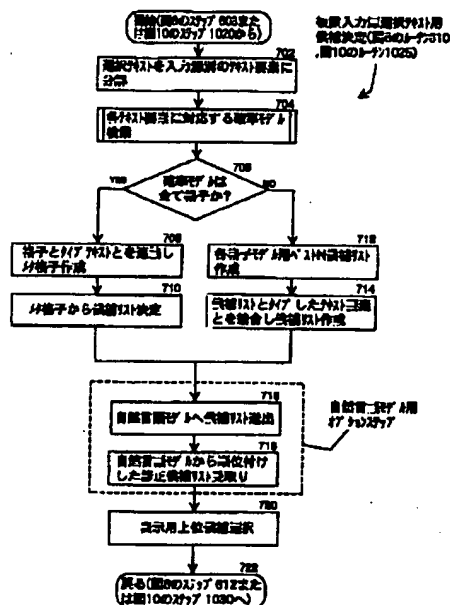 開始(図6のステップ 603また
は図10のステップ 1020から)
複数入力に選択テキスト用
候補決定(図6のルーチン610
,図10のルーチン1025)
702
選択テキストを入力源別のテキスト要素に
分解
704
各テキスト要素に対応する確率モデル
検索
706
確率モデルは
全て格子か?
YES
NO
708
格子とタイプテキストとを連結し
メタ格子作成
712
各格子モデル用ベストN候補リスト
作成
710
メタ格子から候補リスト決定
714
候補リストとタイプしたテキスト
とを結合し候補リスト作成
716
自然言語モデルへ候補リスト送出
自然言語モデル用
オプションステップ
718
自然言語モデルから順位付け
した修正候補リスト受取り
720
表示用上位候補選択
722
戻る(図6のステップ 612また
は図10のステップ 1030へ)